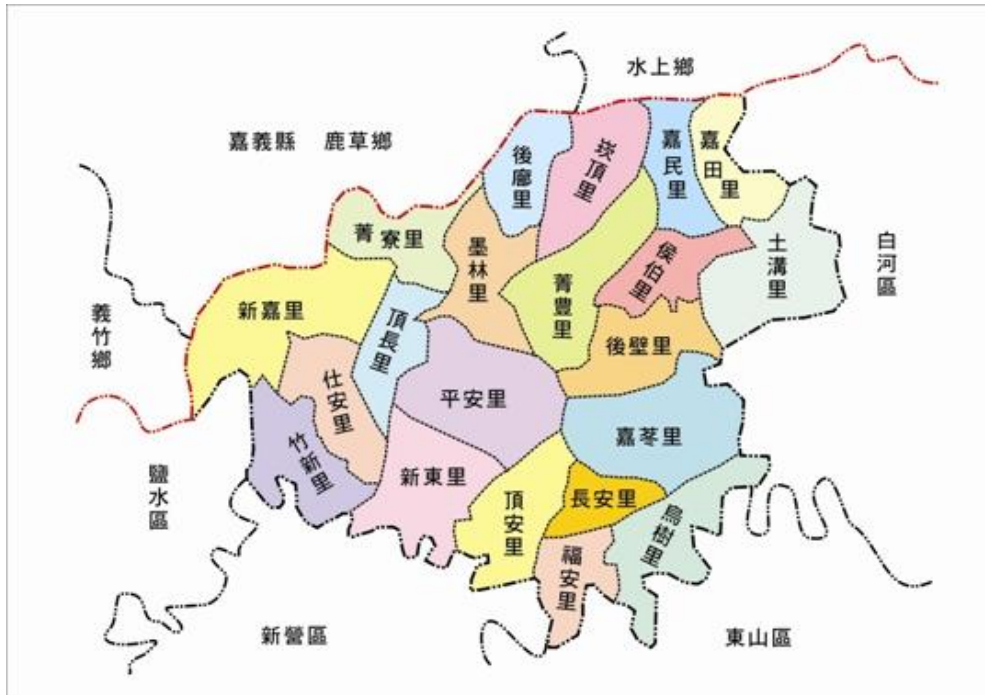 水上鄉
嘉義縣 鹿草鄉
後廍里
崁頂里
嘉民里
嘉田里
菁寮里
墨林里
菁豐里
侯伯里
土溝里
白河區
義竹鄉
新嘉里
頂長里
後壁里
仕安里
平安里
嘉苳里
竹新里
新東里
頂安里
長安里
烏樹里
鹽水區
福安里
新營區
東山區